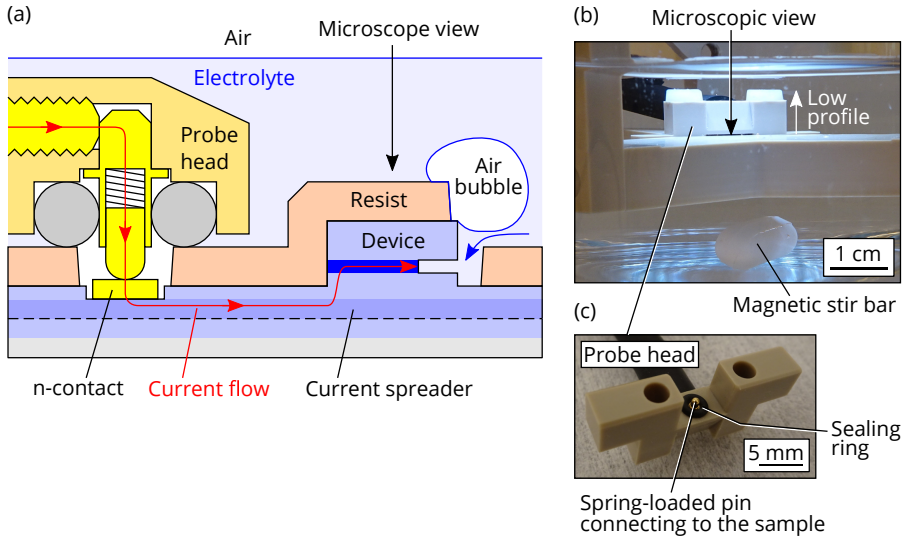 (a)
Air
Microscope view
Electrolyte
Probe
head
Air
bubble
Resist
Device
n-contact
Current flow
Current spreader
(b)
Microscopic view
Low
profile
1 cm
Magnetic stir bar
(c)
Probe head
Sealing
ring
5 mm
Spring-loaded pin
connecting to the sample